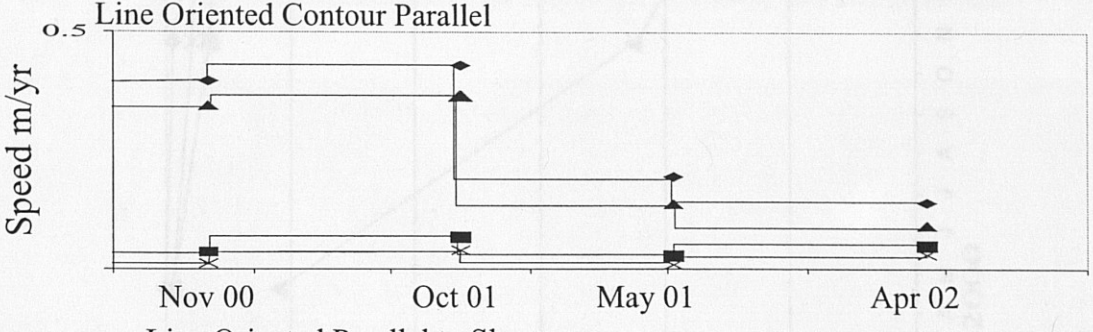 Line Oriented Contour Parallel
0.5
Speed m/yr
Nov 00
Oct 01
May 01
Apr 02